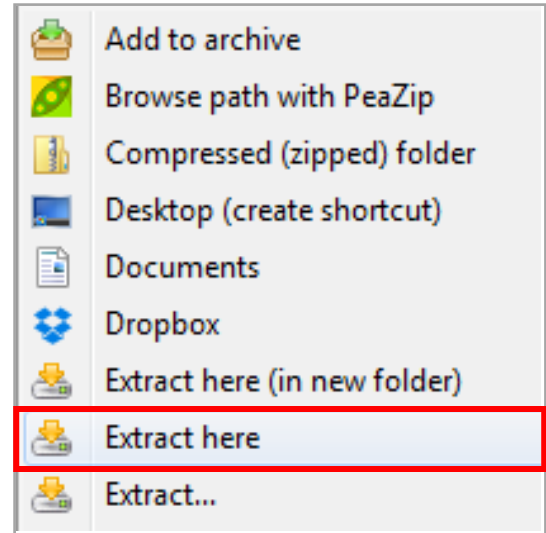 Add to archive
Browse path with PeaZip
Compressed (zipped) folder
Desktop (create shortcut)
Documents
Dropbox
Extract here (in new folder)
Extract here
Extract...